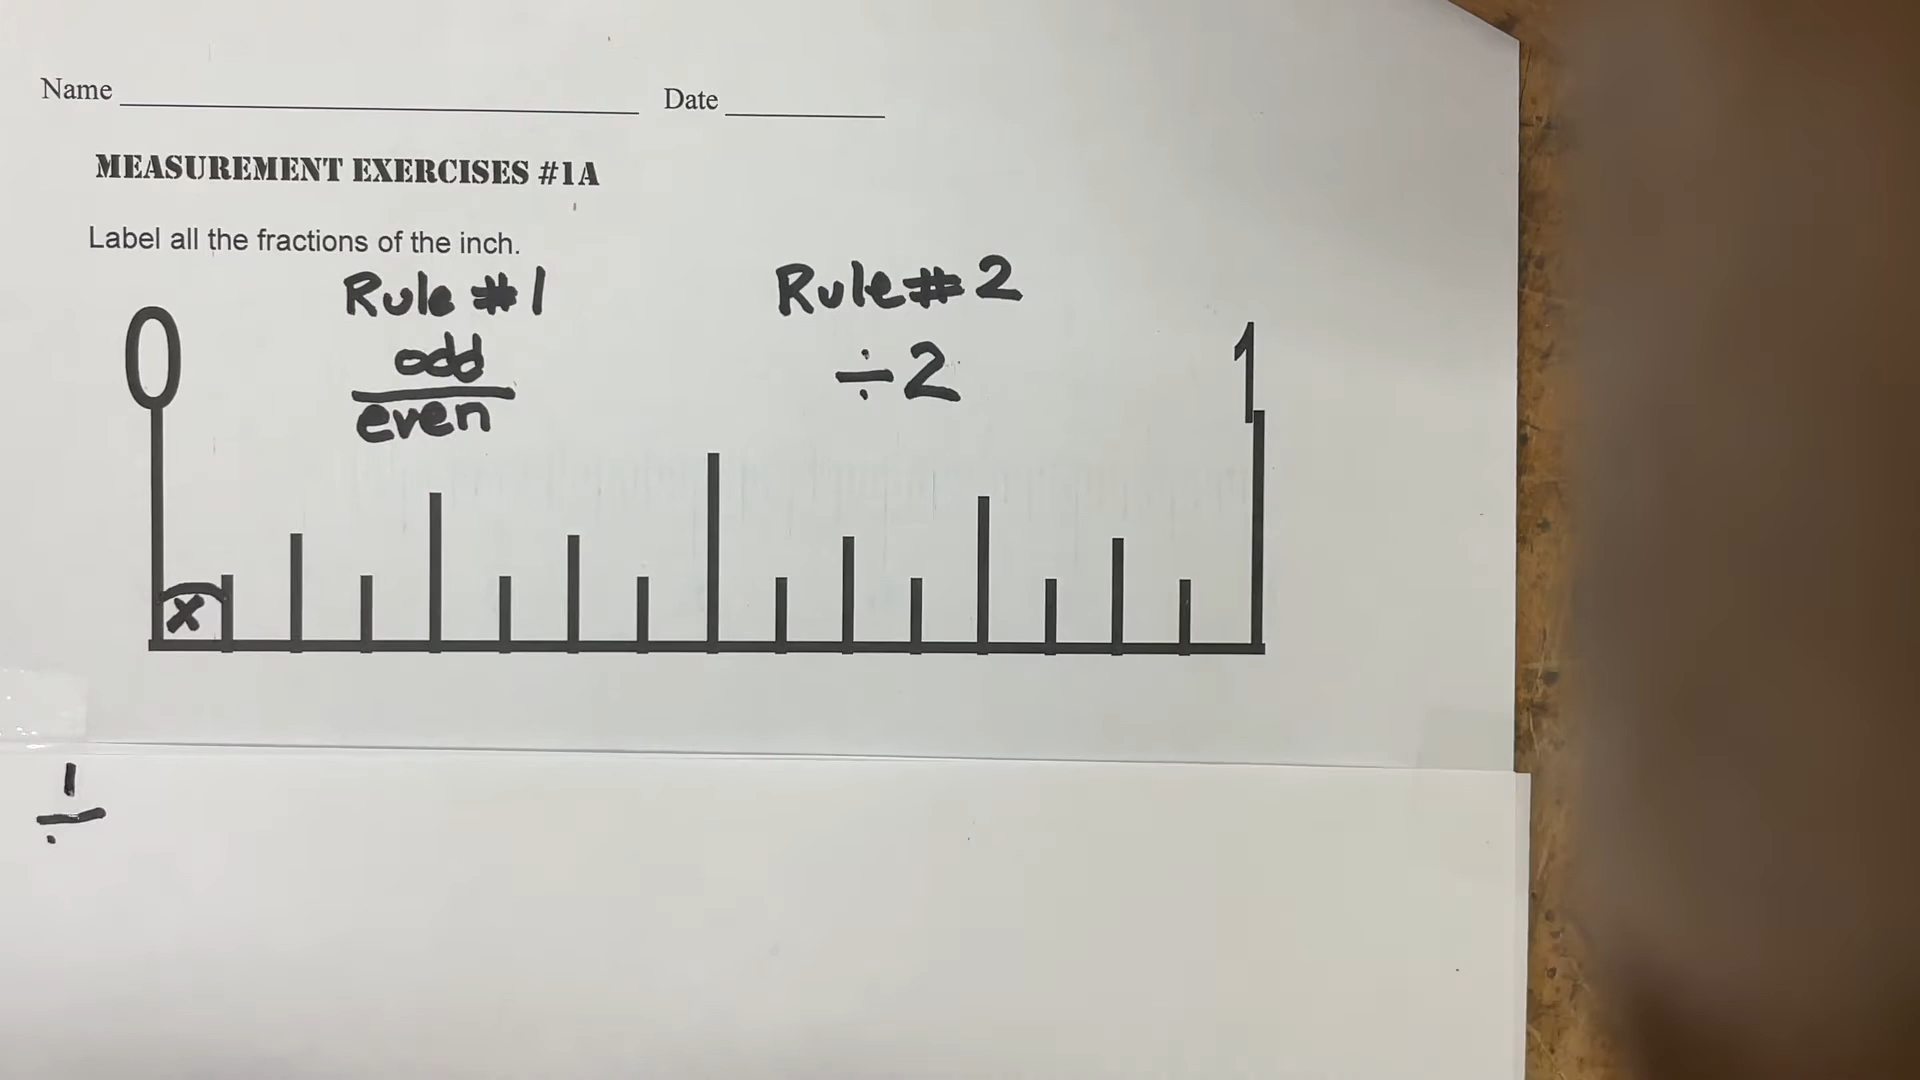 Name Date
MEASUREMENT EXERCISES #1A
Label all the fractions of the inch.
Rule #1
odd
even
Rule #2
÷2
0
1
x
1